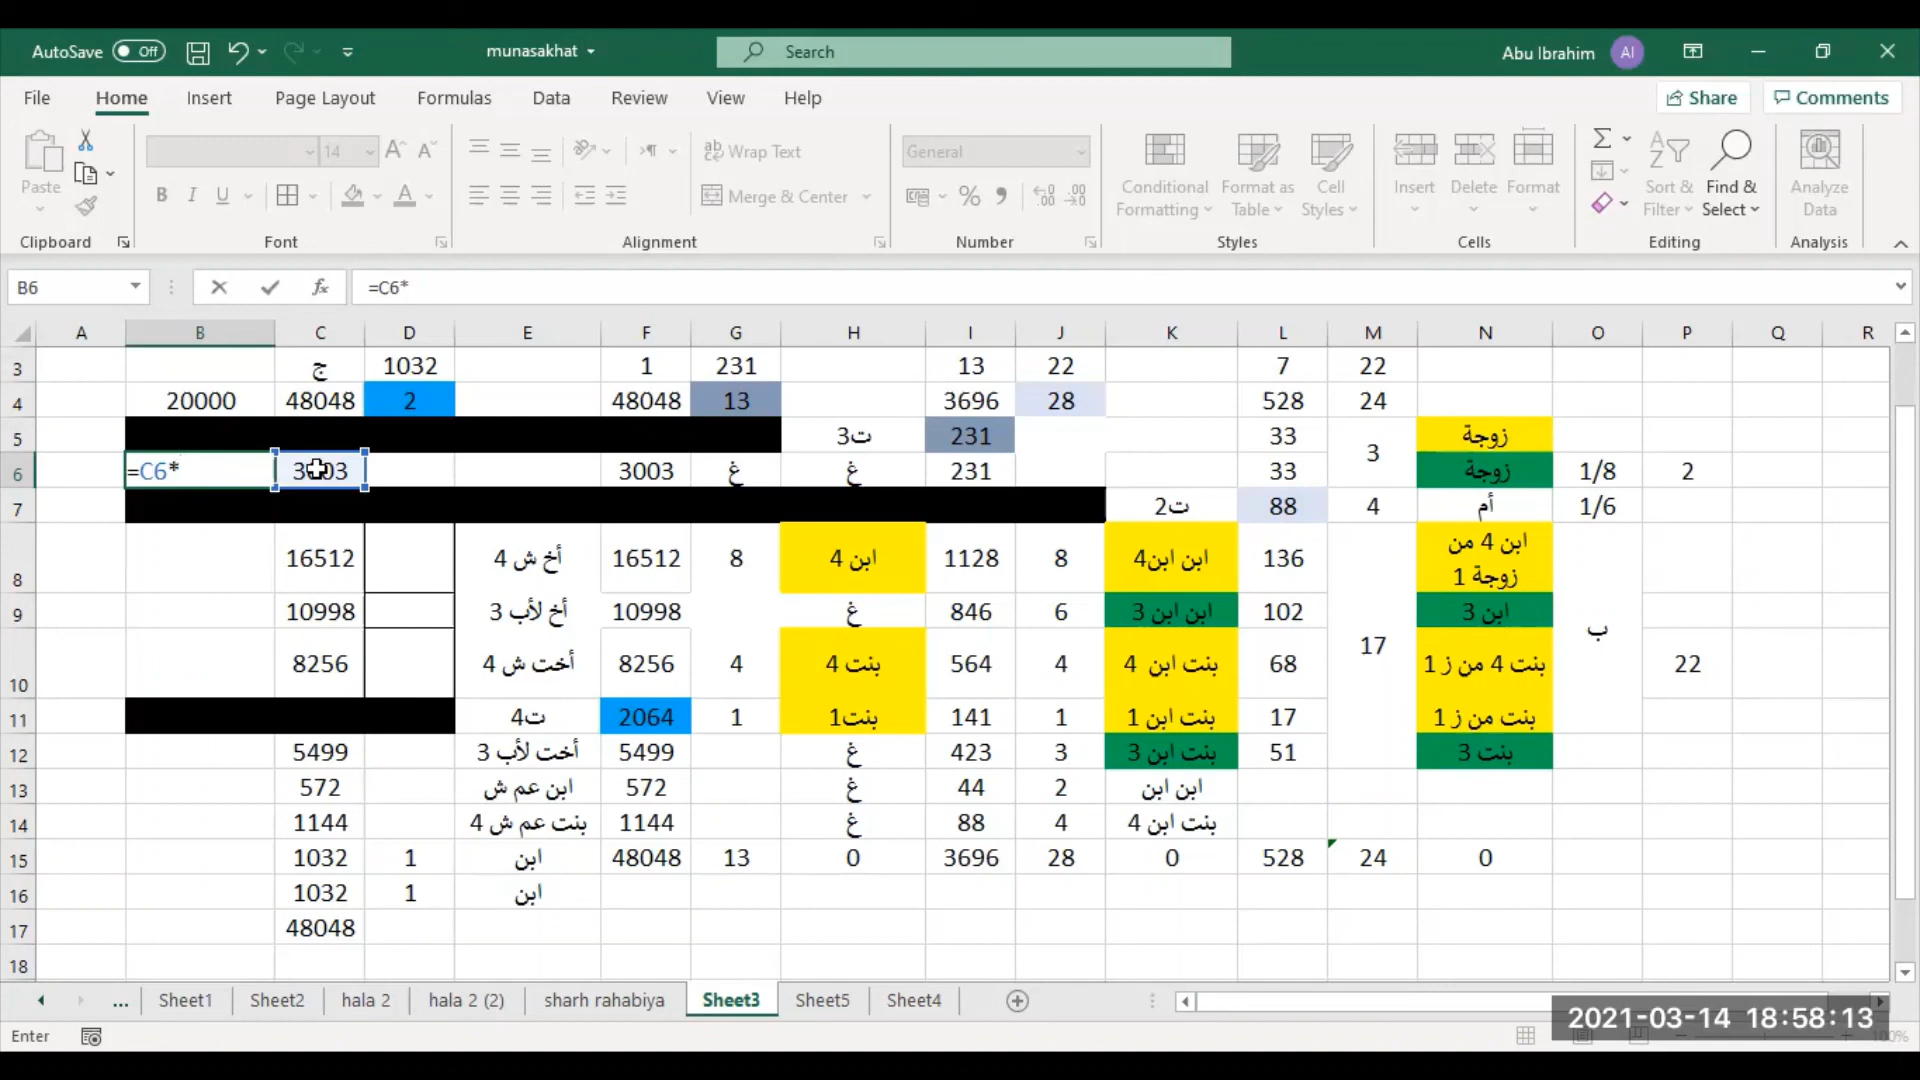 AutoSave Off munasakhat Search Abu Ibrahim AI
File Home Insert Page Layout Formulas Data Review View Help Share Comments
Paste 14 Wrap Text General Conditional Formatting Format as Table Cell Styles Insert Delete Format Sort & Filter Find & Select Analyze Data
B I U Merge & Center
Clipboard Font Alignment Number Styles Cells Editing Analysis
B6 fx =C6*
A B C D E F G H I J K L M N O P Q R
3 ج 1032 1 231 13 22 7 22
4 20000 48048 2 48048 13 3696 28 528 24
5 ت3 231 33 3 زوجة
6 =C6* 3003 3003 غ غ 231 33 زوجة 1/8 2
7 ت2 88 4 أم 1/6
8 16512 أخ ش 4 16512 8 ابن 4 1128 8 ابن ابن4 136 ابن 4 من زوجة 1
9 10998 أخ لأب 3 10998 غ 846 6 ابن ابن 3 102 ابن 3 ب
10 8256 أخت ش 4 8256 4 بنت 4 564 4 بنت ابن 4 68 17 بنت 4 من ز 1 22
11 ت4 2064 1 بنت1 141 1 بنت ابن 1 17 بنت من ز 1
12 5499 أخت لأب 3 5499 غ 423 3 بنت ابن 3 51 بنت 3
13 572 ابن عم ش 572 غ 44 2 ابن ابن
14 1144 بنت عم ش 4 1144 غ 88 4 بنت ابن 4
15 1032 1 ابن 48048 13 0 3696 28 0 528 24 0
16 1032 1 ابن
17 48048
18
... Sheet1 Sheet2 hala 2 hala 2 (2) sharh rahabiya Sheet3 Sheet5 Sheet4
Enter 2021-03-14 18:58:13 100%